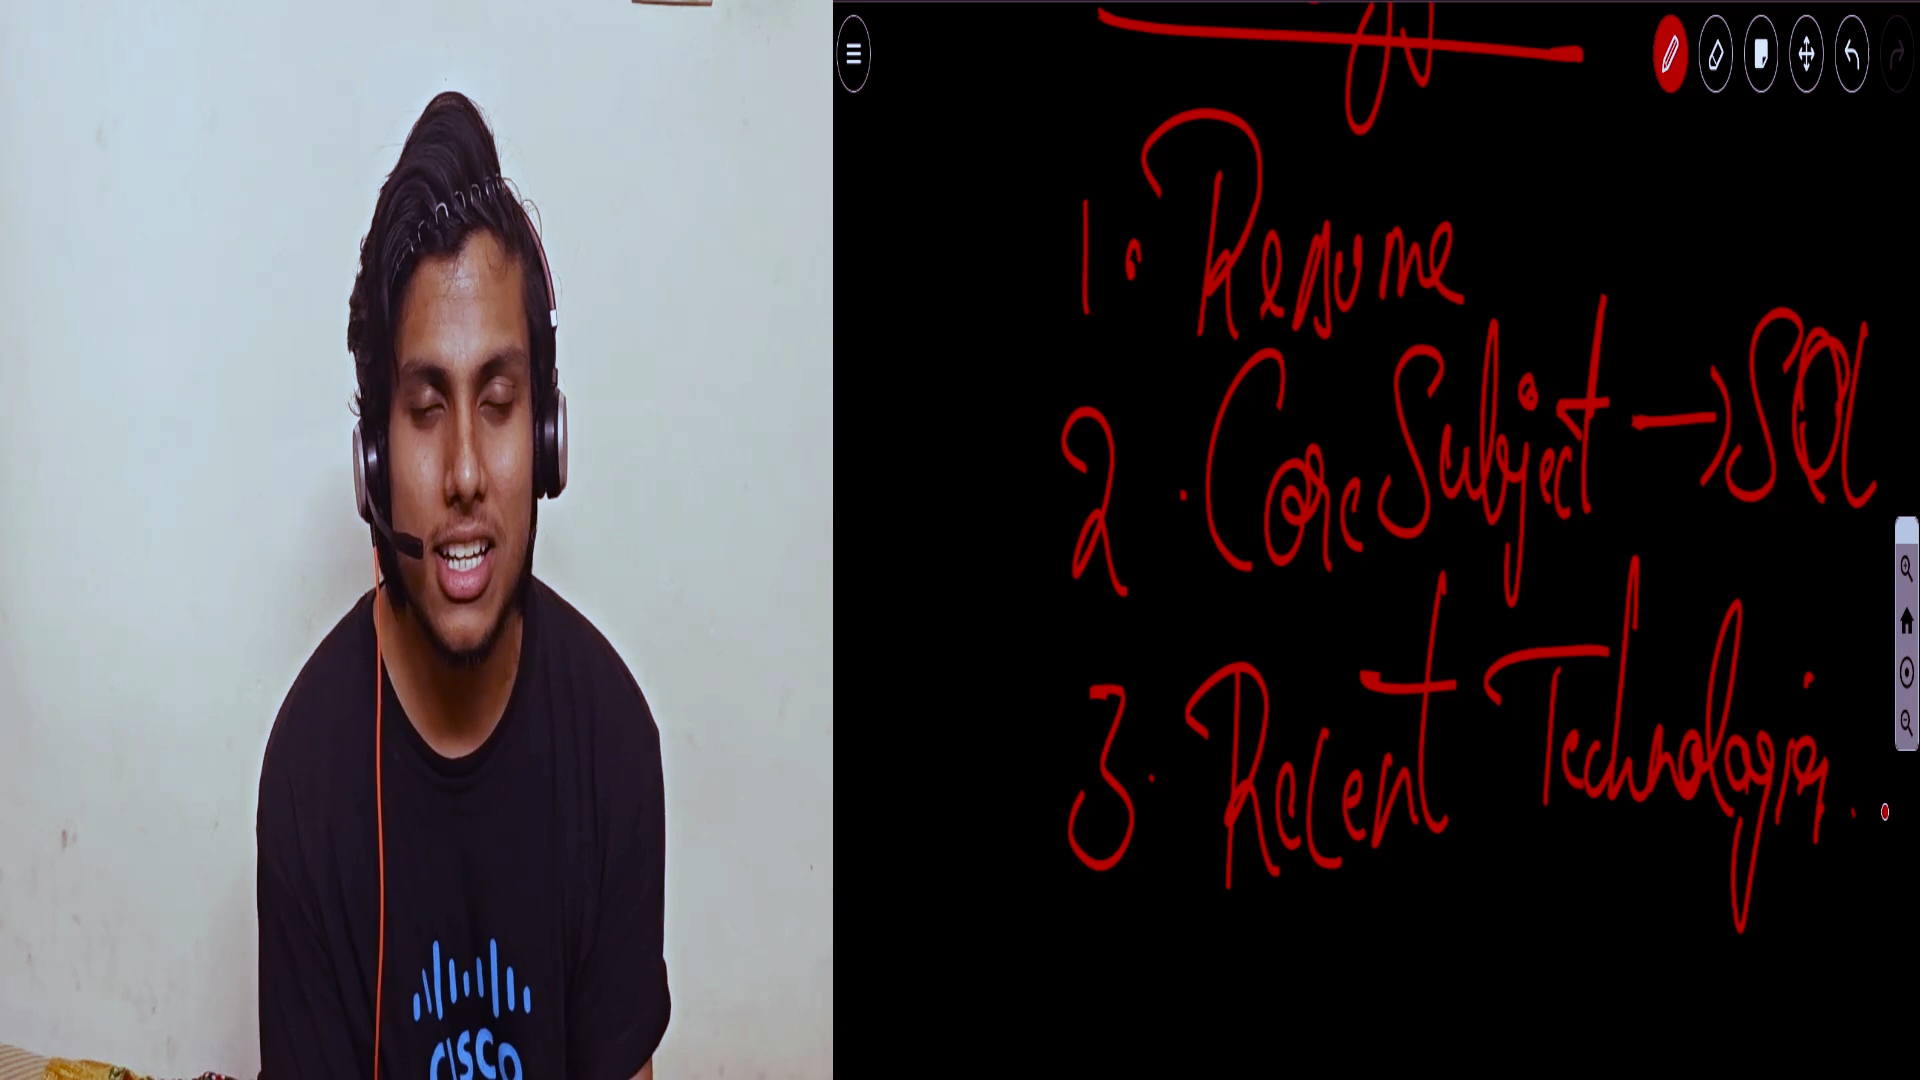 1. Resume
2. Core Subject → SQL
3. Recent Technologies.
CISCO